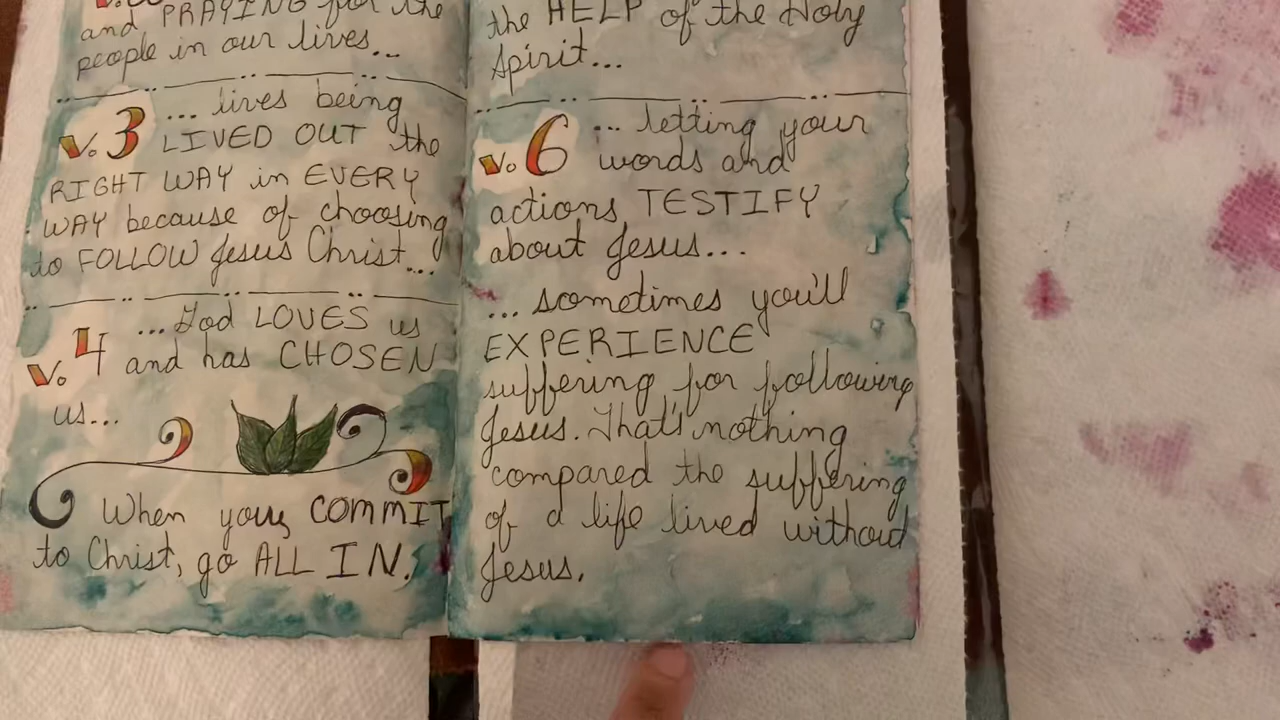 and PRAYING for the
people in our lives...
v.3 ... lives being
LIVED OUT the
RIGHT WAY in EVERY
WAY because of choosing
to FOLLOW Jesus Christ...
v.4 ...God LOVES us
and has CHOSEN
us...
When you COMMIT
to Christ, go ALL IN.
the HELP of the Holy
Spirit...
v.6 ... letting your
words and
actions TESTIFY
about Jesus...
... sometimes you'll
EXPERIENCE
suffering for following
Jesus. That's nothing
compared the suffering
of a life lived without
Jesus.